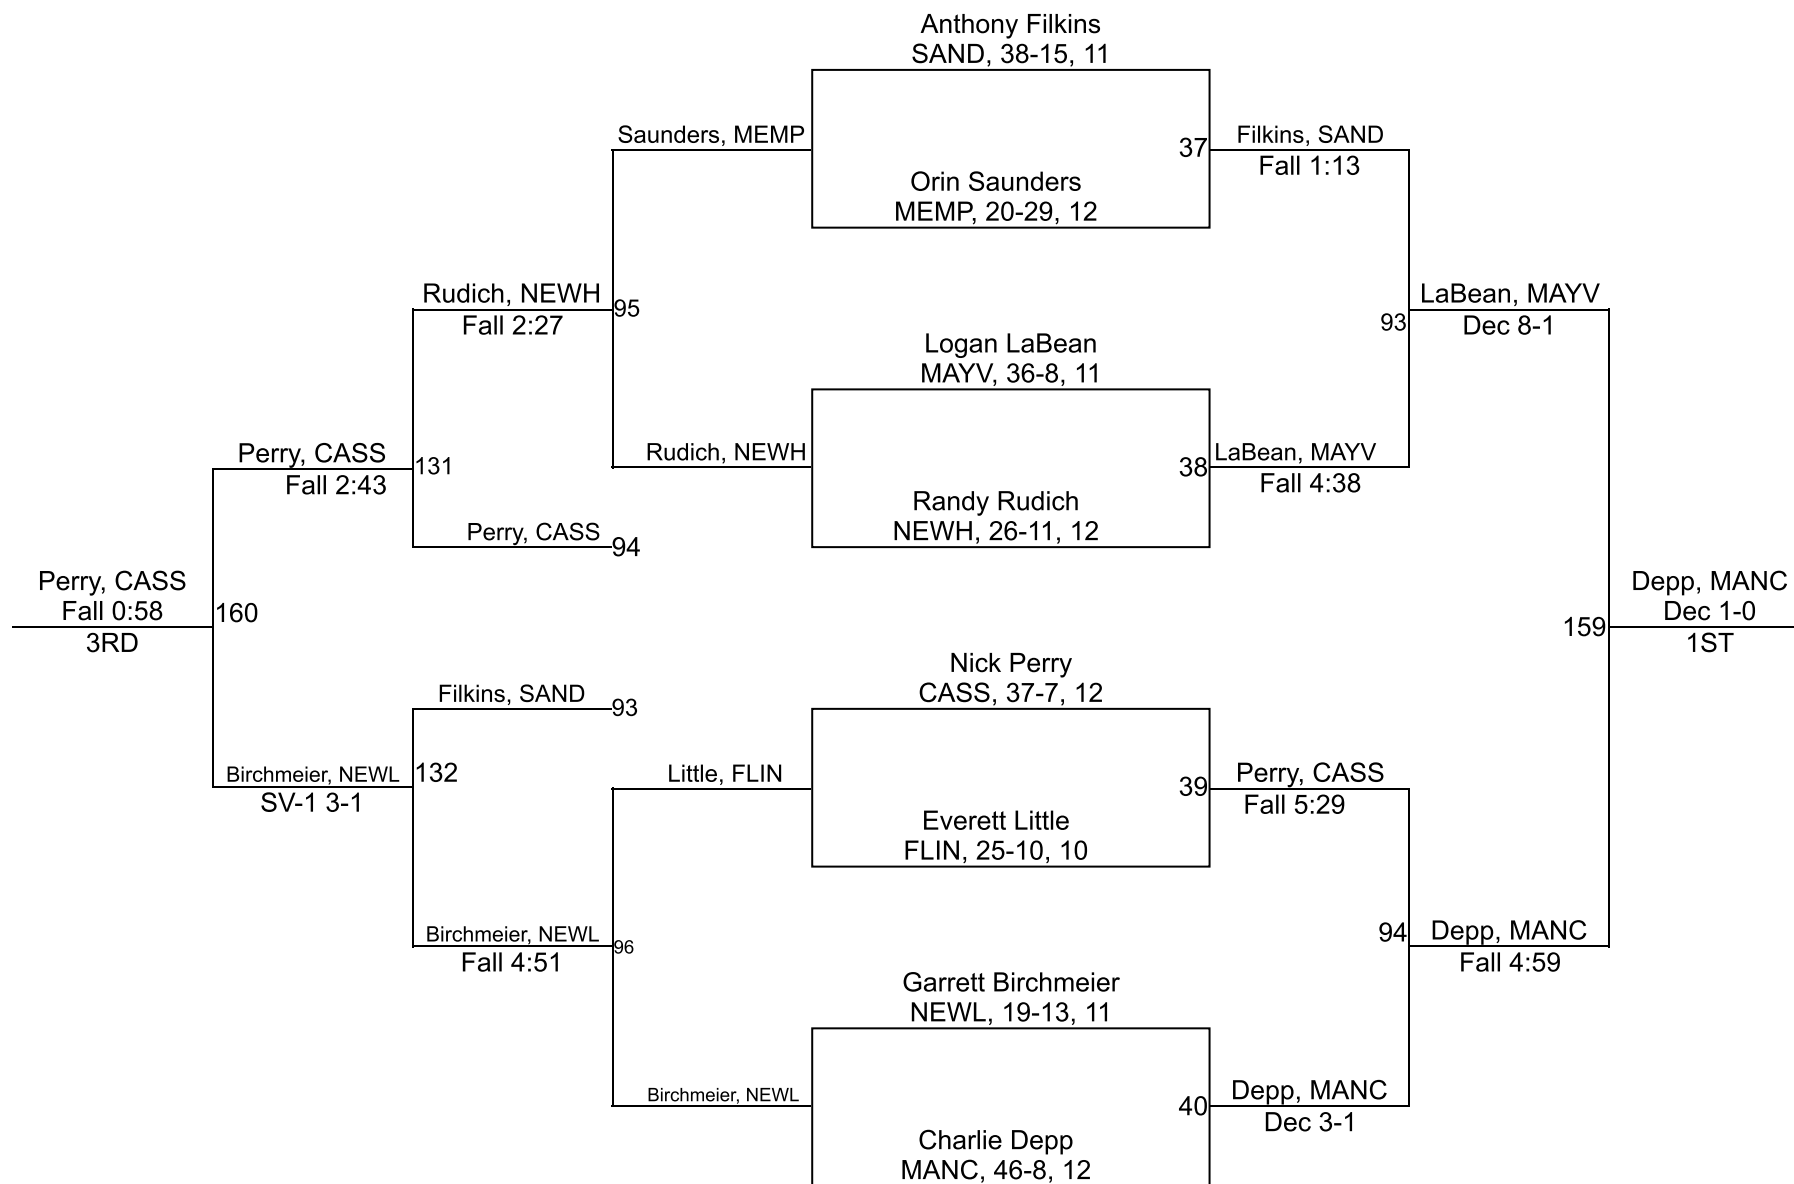 Anthony Filkins
SAND, 38-15, 11
Saunders, MEMP
37
Filkins, SAND
Fall 1:13
Orin Saunders
MEMP, 20-29, 12
Rudich, NEWH
Fall 2:27
95
LaBean, MAYV
Dec 8-1
93
Logan LaBean
MAYV, 36-8, 11
Perry, CASS
Fall 2:43
131
Rudich, NEWH
38
LaBean, MAYV
Fall 4:38
Randy Rudich
NEWH, 26-11, 12
Perry, CASS
94
Perry, CASS
Fall 0:58
3RD
160
159
Depp, MANC
Dec 1-0
1ST
Nick Perry
CASS, 37-7, 12
Filkins, SAND
93
Birchmeier, NEWL
SV-1 3-1
132
Little, FLIN
39
Perry, CASS
Fall 5:29
Everett Little
FLIN, 25-10, 10
Birchmeier, NEWL
Fall 4:51
96
94
Depp, MANC
Fall 4:59
Garrett Birchmeier
NEWL, 19-13, 11
Birchmeier, NEWL
40
Depp, MANC
Dec 3-1
Charlie Depp
MANC, 46-8, 12